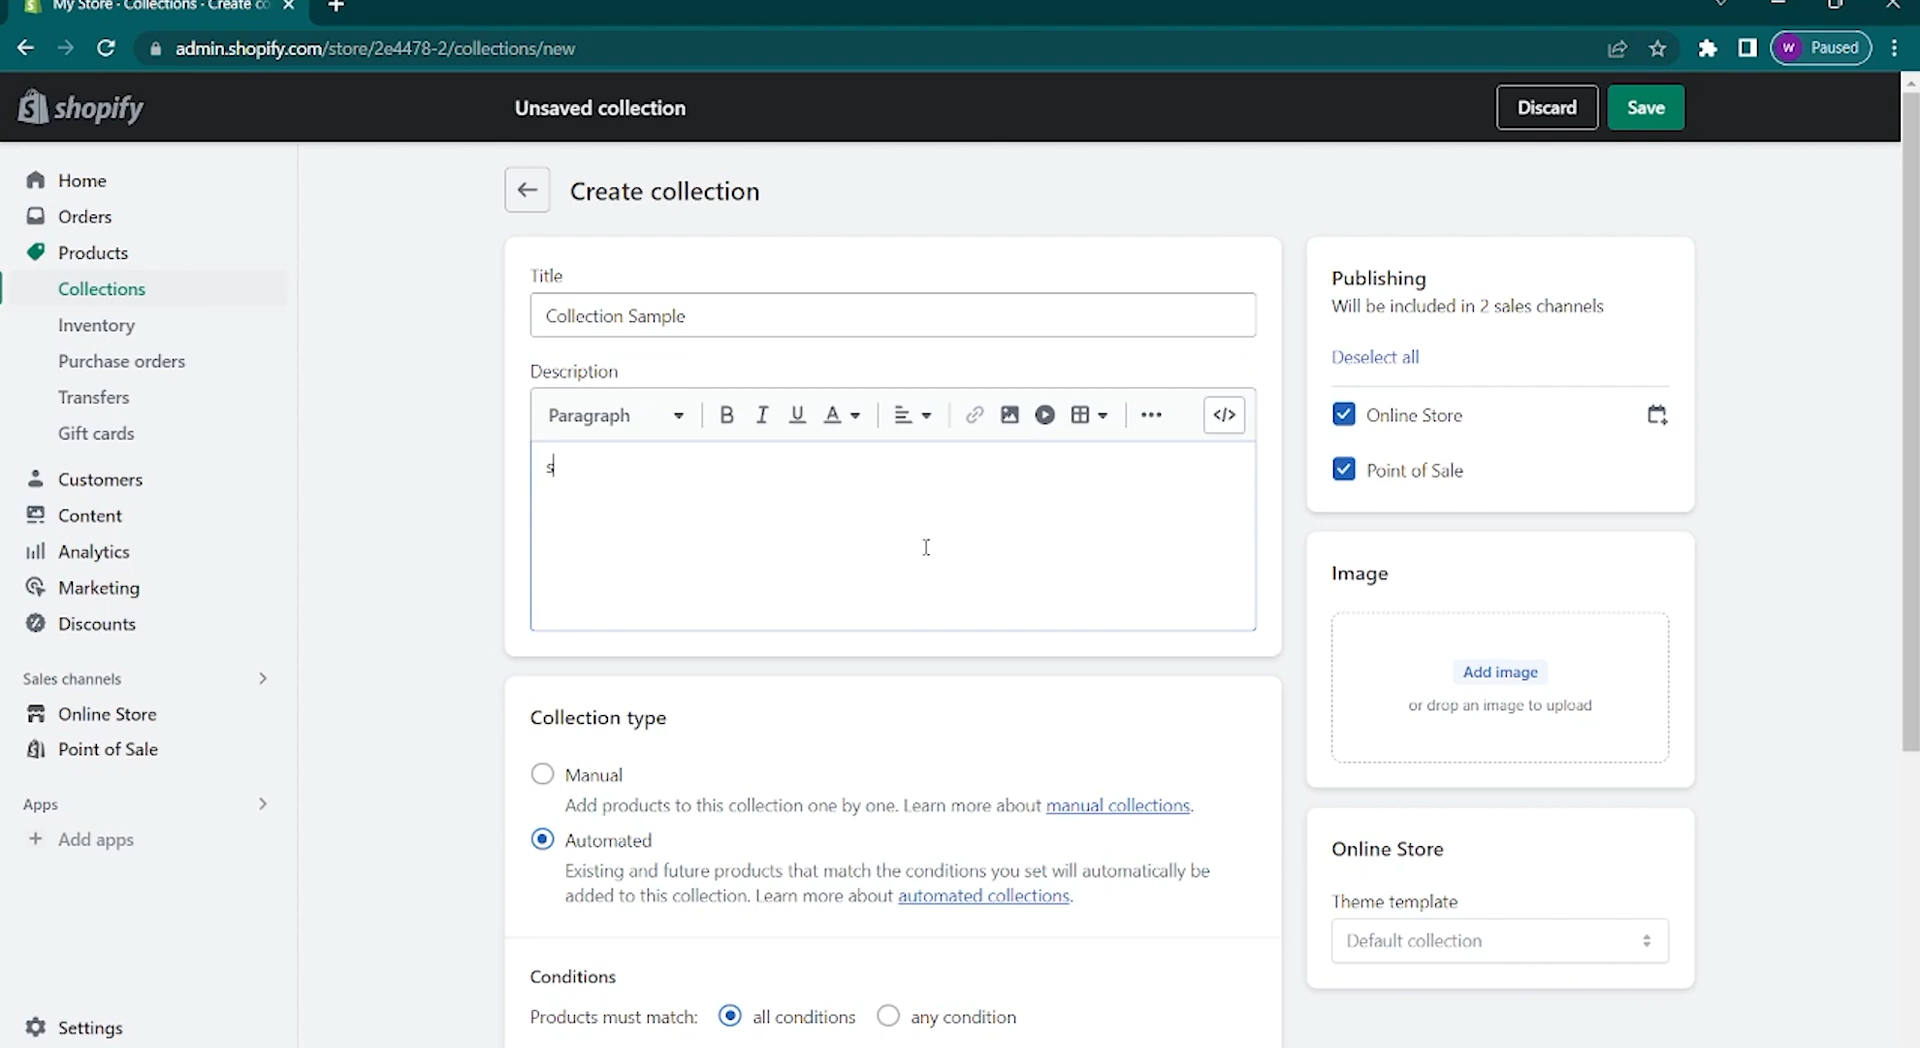 My Store · Collections · Create co
admin.shopify.com/store/2e4478-2/collections/new
W Paused
shopify
Unsaved collection
Discard
Save
Home
Orders
Products
Collections
Inventory
Purchase orders
Transfers
Gift cards
Customers
Content
Analytics
Marketing
Discounts
Sales channels
Online Store
Point of Sale
Apps
Add apps
Settings
Create collection
Title
Collection Sample
Description
Paragraph
B I U A
s
Collection type
Manual
Add products to this collection one by one. Learn more about manual collections.
Automated
Existing and future products that match the conditions you set will automatically be
added to this collection. Learn more about automated collections.
Conditions
Products must match: all conditions any condition
Publishing
Will be included in 2 sales channels
Deselect all
Online Store
Point of Sale
Image
Add image
or drop an image to upload
Online Store
Theme template
Default collection